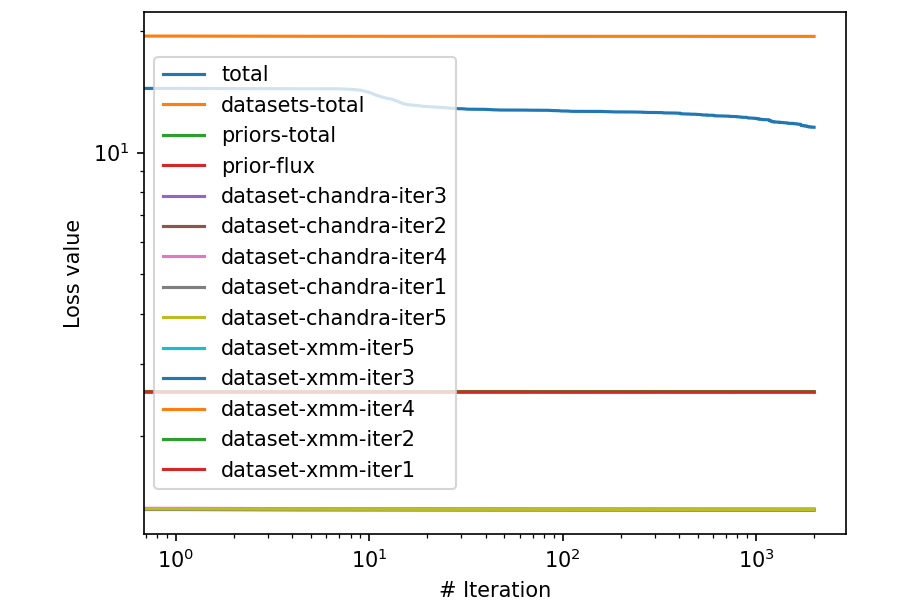 10¹
Loss value
total
datasets-total
priors-total
prior-flux
dataset-chandra-iter3
dataset-chandra-iter2
dataset-chandra-iter4
dataset-chandra-iter1
dataset-chandra-iter5
dataset-xmm-iter5
dataset-xmm-iter3
dataset-xmm-iter4
dataset-xmm-iter2
dataset-xmm-iter1
10⁰ 10¹ 10² 10³
# Iteration